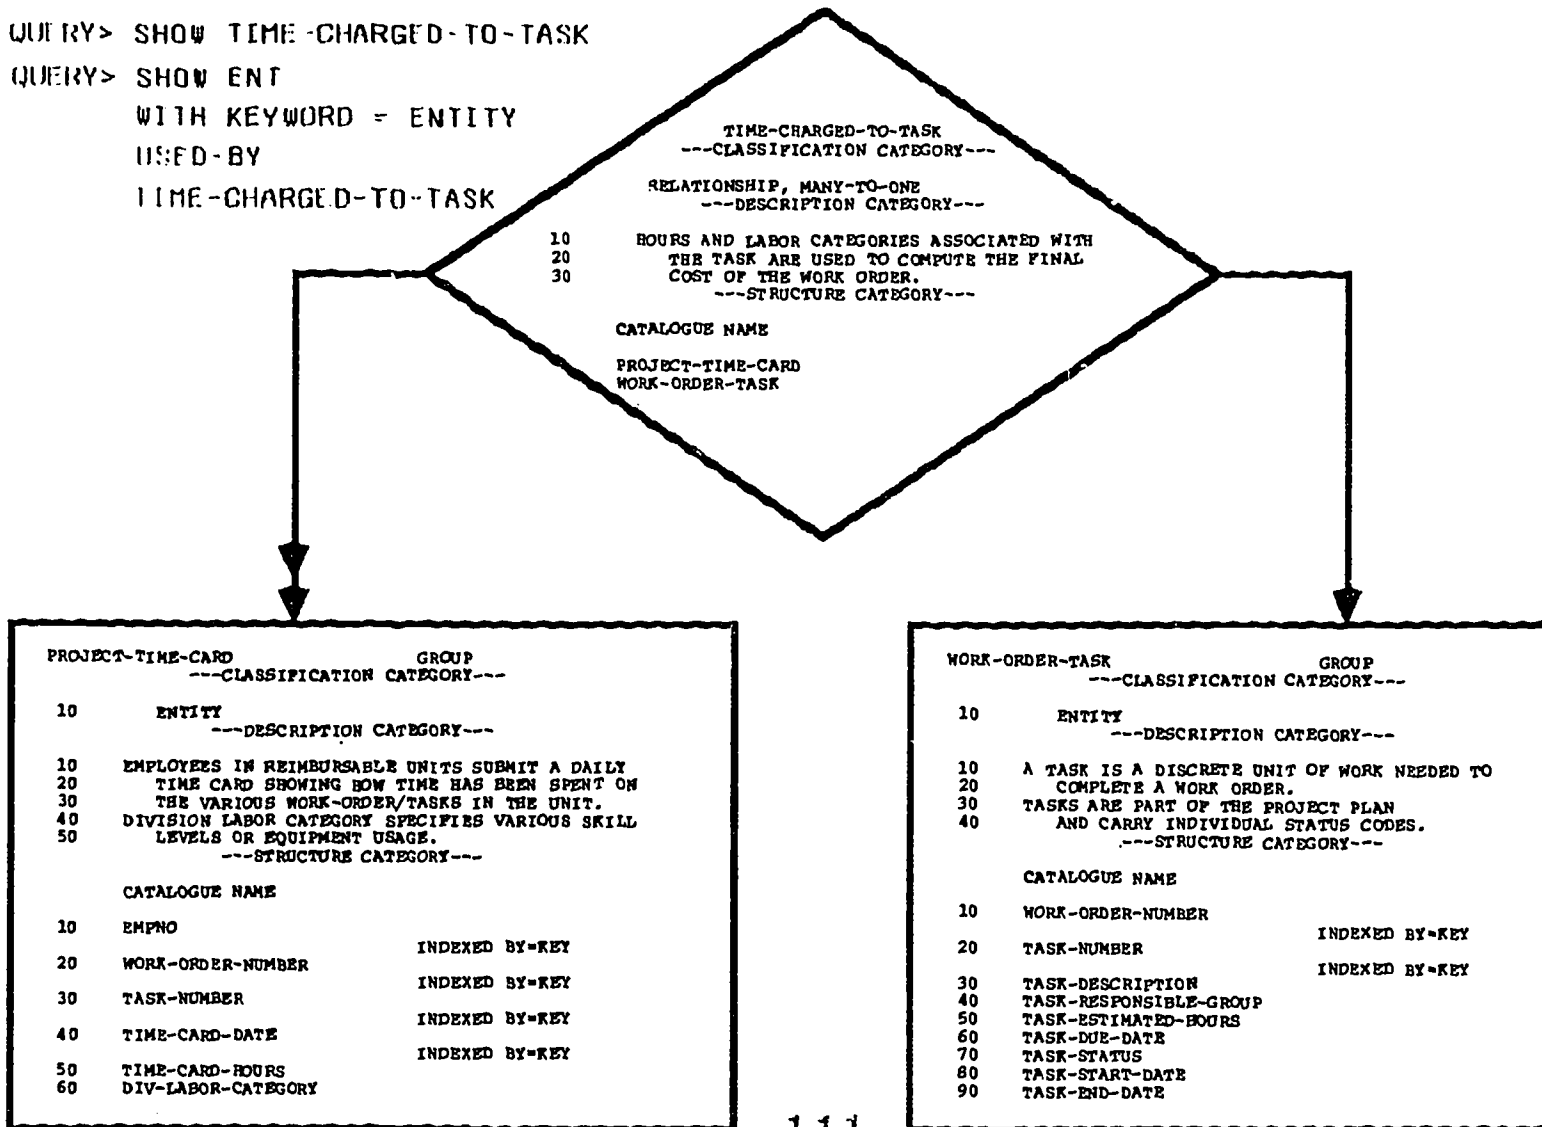 QUERY> SHOW TIME-CHARGED-TO-TASK
QUERY> SHOW ENT
WITH KEYWORD = ENTITY
USED-BY
TIME-CHARGED-TO-TASK
TIME-CHARGED-TO-TASK
---CLASSIFICATION CATEGORY---
RELATIONSHIP, MANY-TO-ONE
---DESCRIPTION CATEGORY---
10 HOURS AND LABOR CATEGORIES ASSOCIATED WITH
20 THE TASK ARE USED TO COMPUTE THE FINAL
30 COST OF THE WORK ORDER.
---STRUCTURE CATEGORY---
CATALOGUE NAME
PROJECT-TIME-CARD
WORK-ORDER-TASK
PROJECT-TIME-CARD GROUP
---CLASSIFICATION CATEGORY---
10 ENTITY
---DESCRIPTION CATEGORY---
10 EMPLOYEES IN REIMBURSABLE UNITS SUBMIT A DAILY
20 TIME CARD SHOWING HOW TIME HAS BEEN SPENT ON
30 THE VARIOUS WORK-ORDER/TASKS IN THE UNIT.
40 DIVISION LABOR CATEGORY SPECIFIES VARIOUS SKILL
50 LEVELS OR EQUIPMENT USAGE.
---STRUCTURE CATEGORY---
CATALOGUE NAME
10 EMPNO
INDEXED BY=KEY
20 WORK-ORDER-NUMBER
INDEXED BY=KEY
30 TASK-NUMBER
INDEXED BY=KEY
40 TIME-CARD-DATE
INDEXED BY=KEY
50 TIME-CARD-HOURS
60 DIV-LABOR-CATEGORY
WORK-ORDER-TASK GROUP
---CLASSIFICATION CATEGORY---
10 ENTITY
---DESCRIPTION CATEGORY---
10 A TASK IS A DISCRETE UNIT OF WORK NEEDED TO
20 COMPLETE A WORK ORDER.
30 TASKS ARE PART OF THE PROJECT PLAN
40 AND CARRY INDIVIDUAL STATUS CODES.
---STRUCTURE CATEGORY---
CATALOGUE NAME
10 WORK-ORDER-NUMBER
INDEXED BY=KEY
20 TASK-NUMBER
INDEXED BY=KEY
30 TASK-DESCRIPTION
40 TASK-RESPONSIBLE-GROUP
50 TASK-ESTIMATED-HOURS
60 TASK-DUE-DATE
70 TASK-STATUS
80 TASK-START-DATE
90 TASK-END-DATE